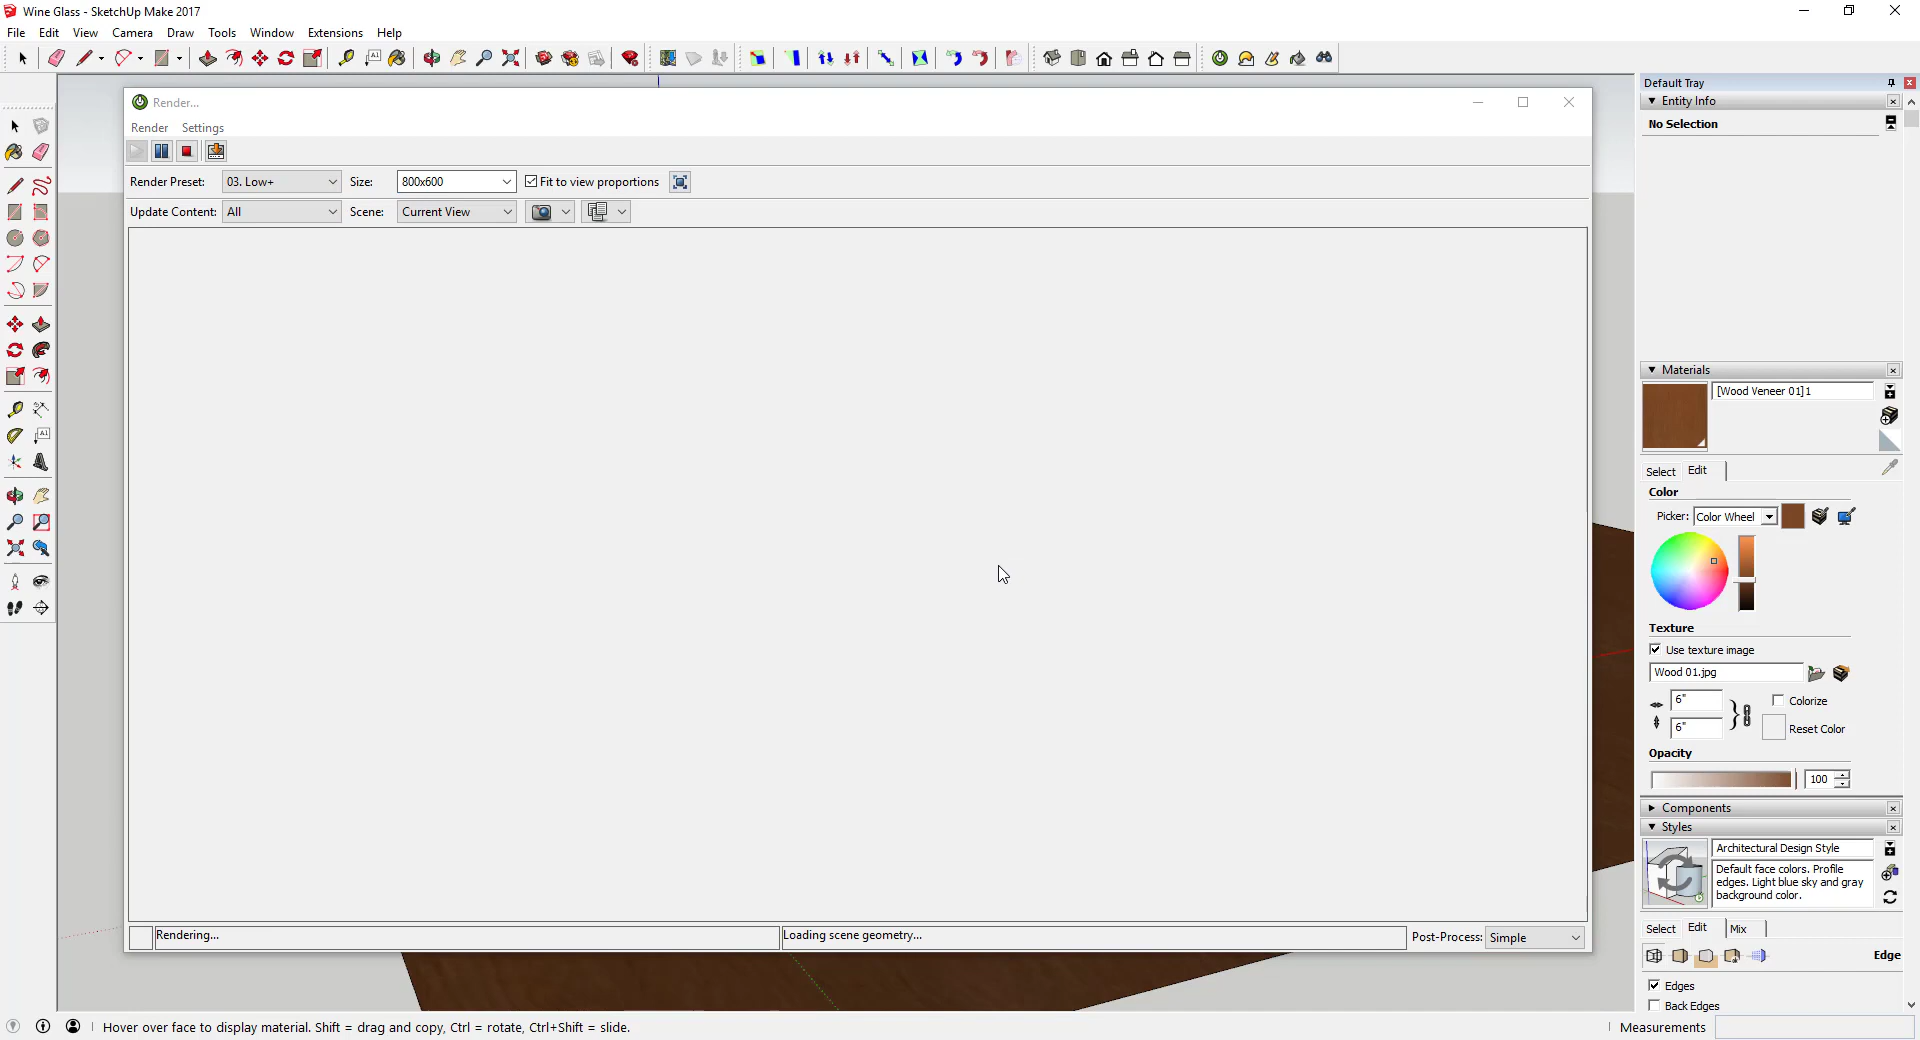 Wine Glass - SketchUp Make 2017
File Edit View Camera Draw Tools Window Extensions Help
Default Tray
Entity Info
No Selection
Render...
Render Settings
Render Preset: 03. Low+ Size: 800x600 Fit to view proportions
Update Content: All Scene: Current View
Rendering...
Loading scene geometry...
Post-Process: Simple
Materials
[Wood Veneer 01]1
Select Edit
Color
Picker: Color Wheel
Texture
Use texture image
Wood 01.jpg
6"
Colorize
6"
Reset Color
Opacity
100
Components
Styles
Architectural Design Style
Default face colors. Profile
edges. Light blue sky and gray
background color.
Select Edit Mix
Edge
Edges
Back Edges
Hover over face to display material. Shift = drag and copy, Ctrl = rotate, Ctrl+Shift = slide.
Measurements